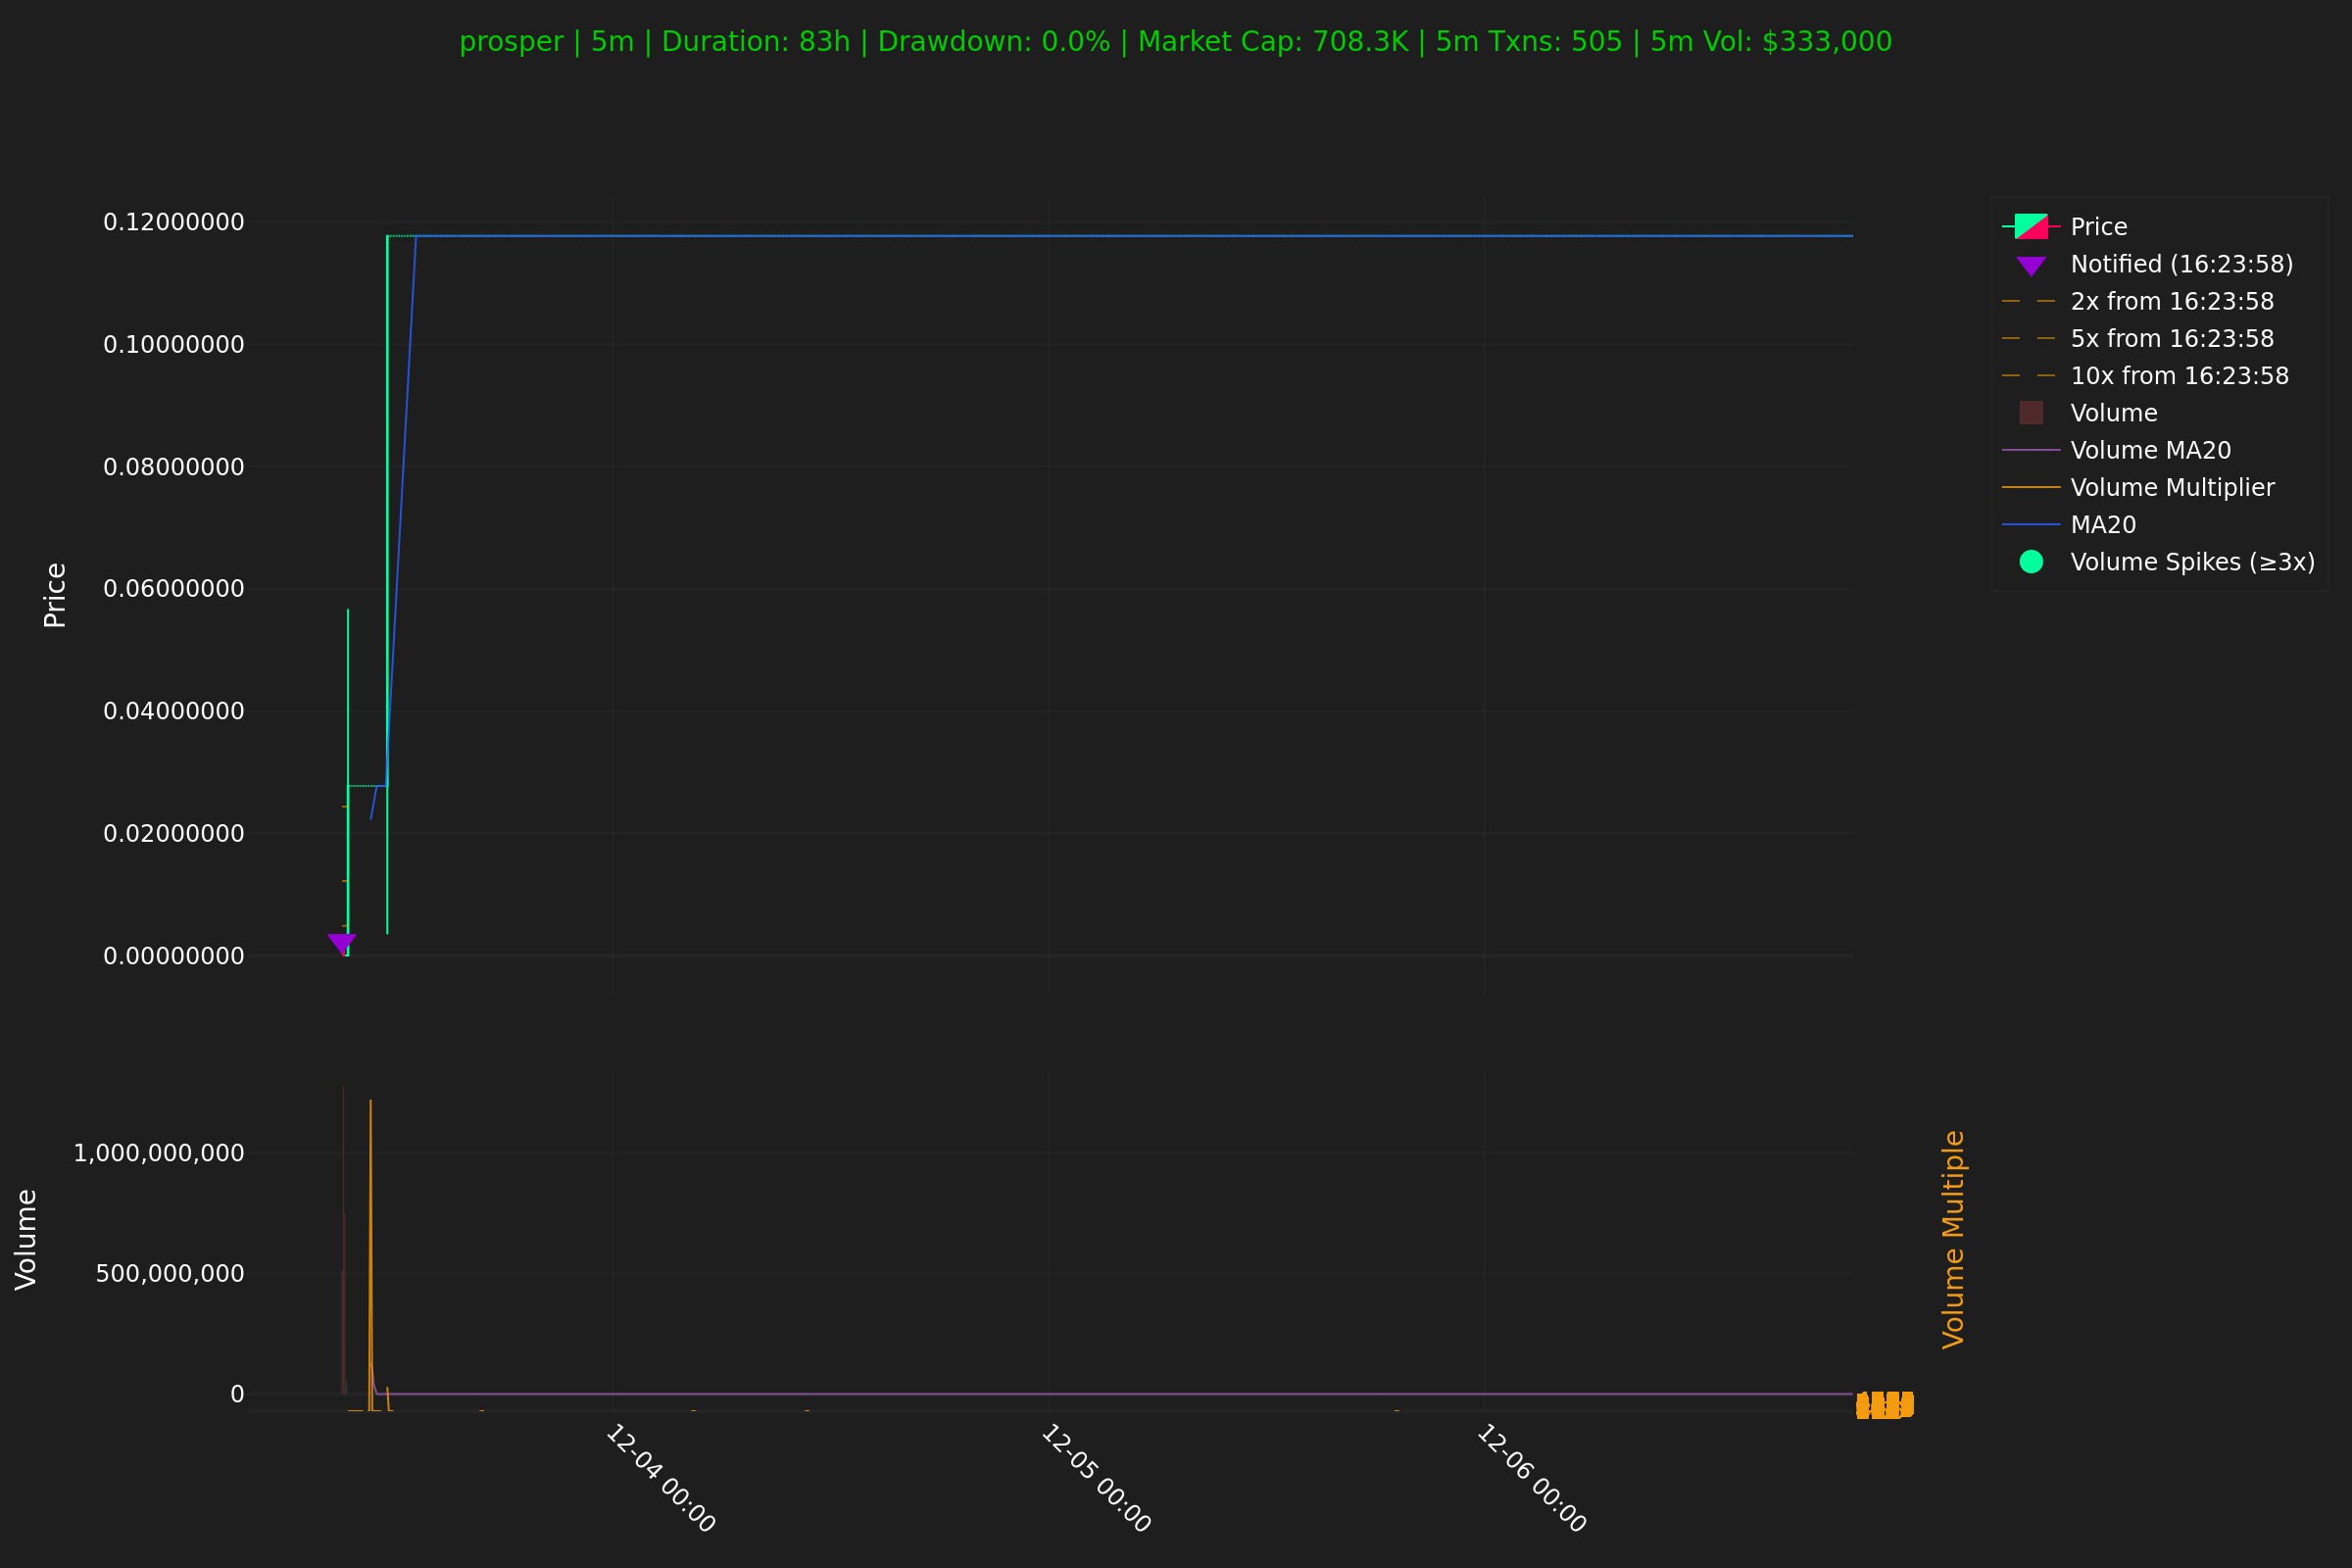 prosper | 5m | Duration: 83h | Drawdown: 0.0% | Market Cap: 708.3K | 5m Txns: 505 | 5m Vol: $333,000
Price
0.12000000
0.10000000
0.08000000
0.06000000
0.04000000
0.02000000
0.00000000
Price
Notified (16:23:58)
2x from 16:23:58
5x from 16:23:58
10x from 16:23:58
Volume
Volume MA20
Volume Multiplier
MA20
Volume Spikes (≥3x)
Volume
1,000,000,000
500,000,000
0
Volume Multiple
12-04 00:00
12-05 00:00
12-06 00:00